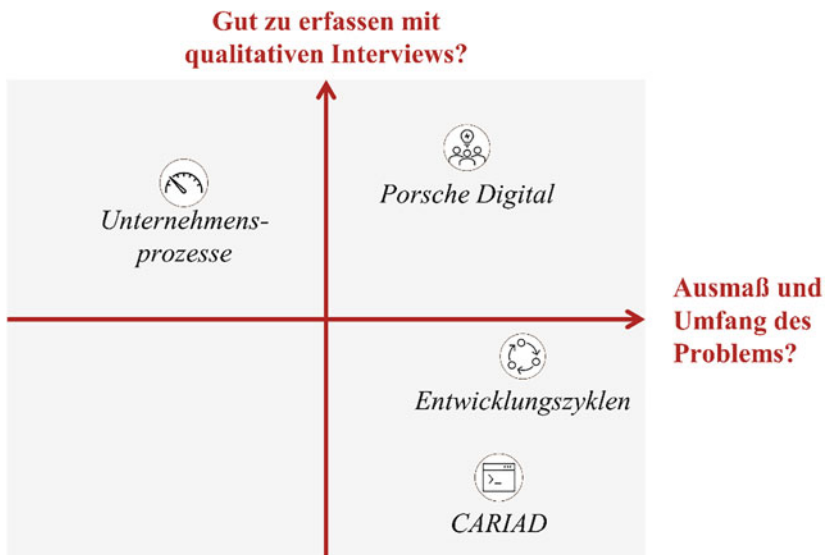 Gut zu erfassen mit
qualitativen Interviews?
Porsche Digital
Unternehmens-
prozesse
Ausmaß und
Umfang des
Problems?
Entwicklungszyklen
CARIAD